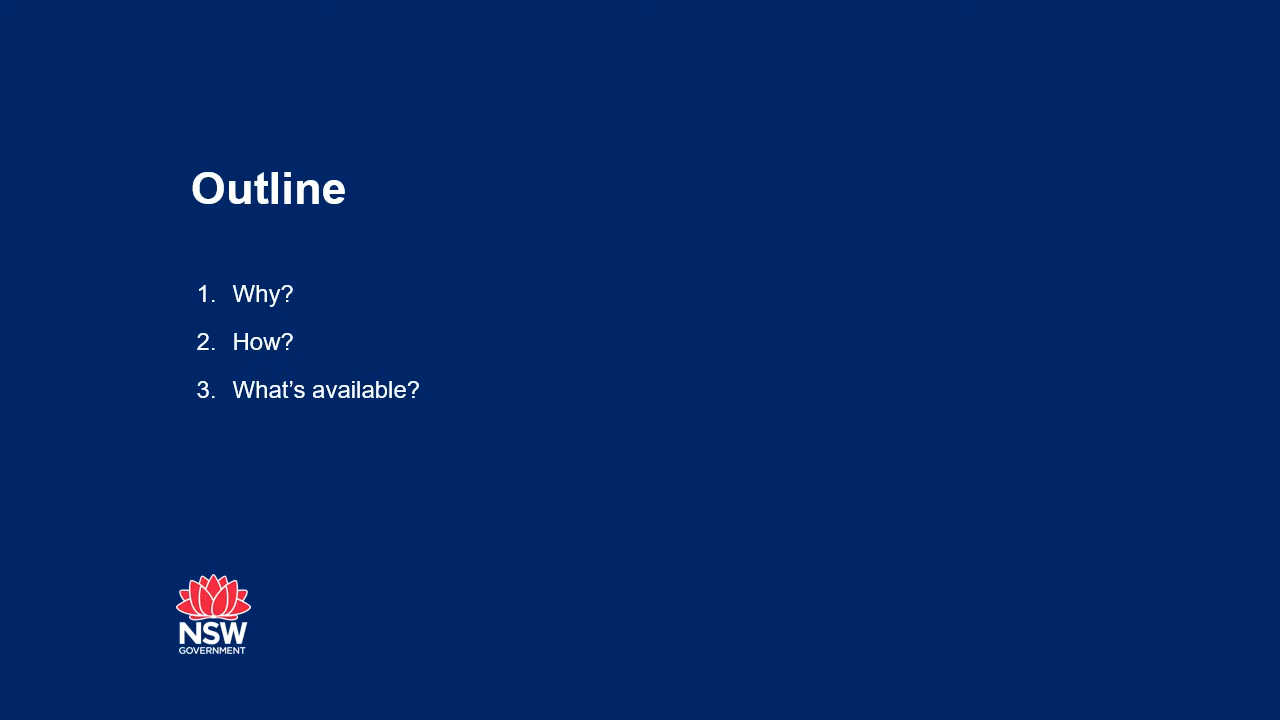 Outline
1. Why?
2. How?
3. What’s available?
NSW
GOVERNMENT